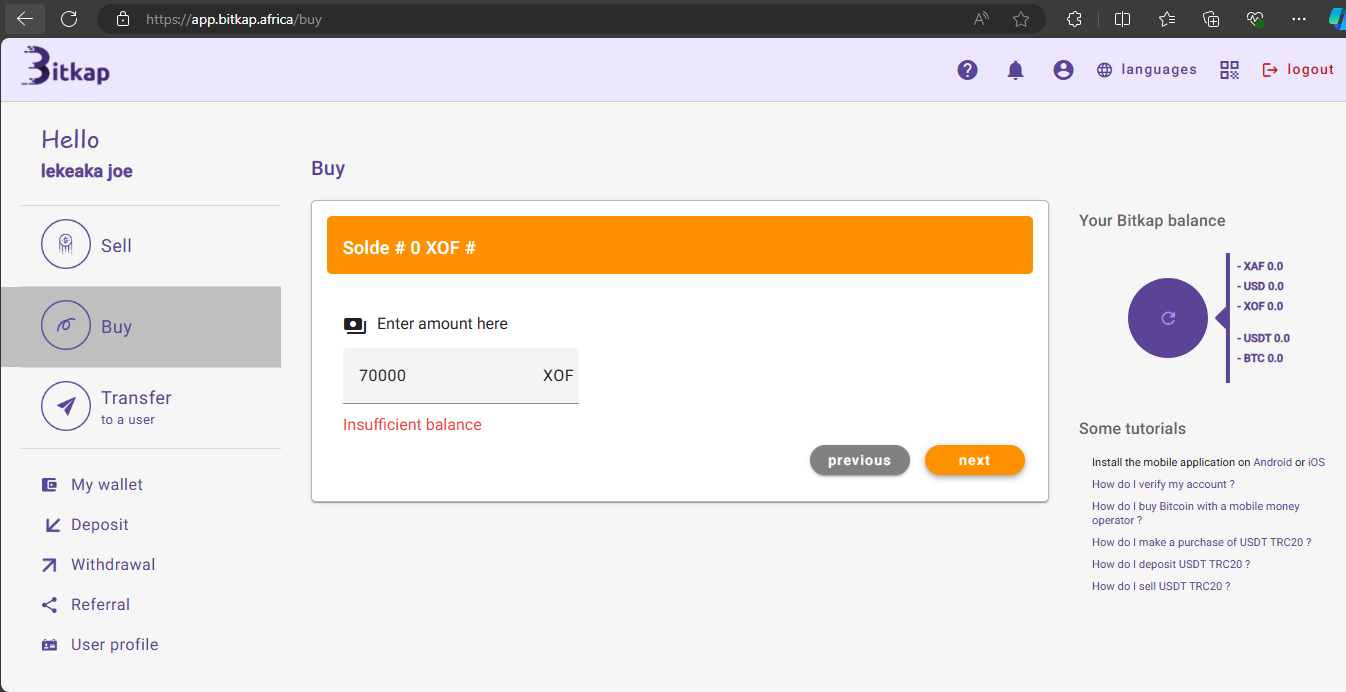 https://app.bitkap.africa/buy
Bitkap
languages
logout
Hello
lekeaka joe
Sell
Buy
Transfer
to a user
My wallet
Deposit
Withdrawal
Referral
User profile
Buy
Solde # 0 XOF #
Enter amount here
70000 XOF
Insufficient balance
previous
next
Your Bitkap balance
- XAF 0.0
- USD 0.0
- XOF 0.0
- USDT 0.0
- BTC 0.0
Some tutorials
Install the mobile application on Android or iOS
How do I verify my account ?
How do I buy Bitcoin with a mobile money
operator ?
How do I make a purchase of USDT TRC20 ?
How do I deposit USDT TRC20 ?
How do I sell USDT TRC20 ?